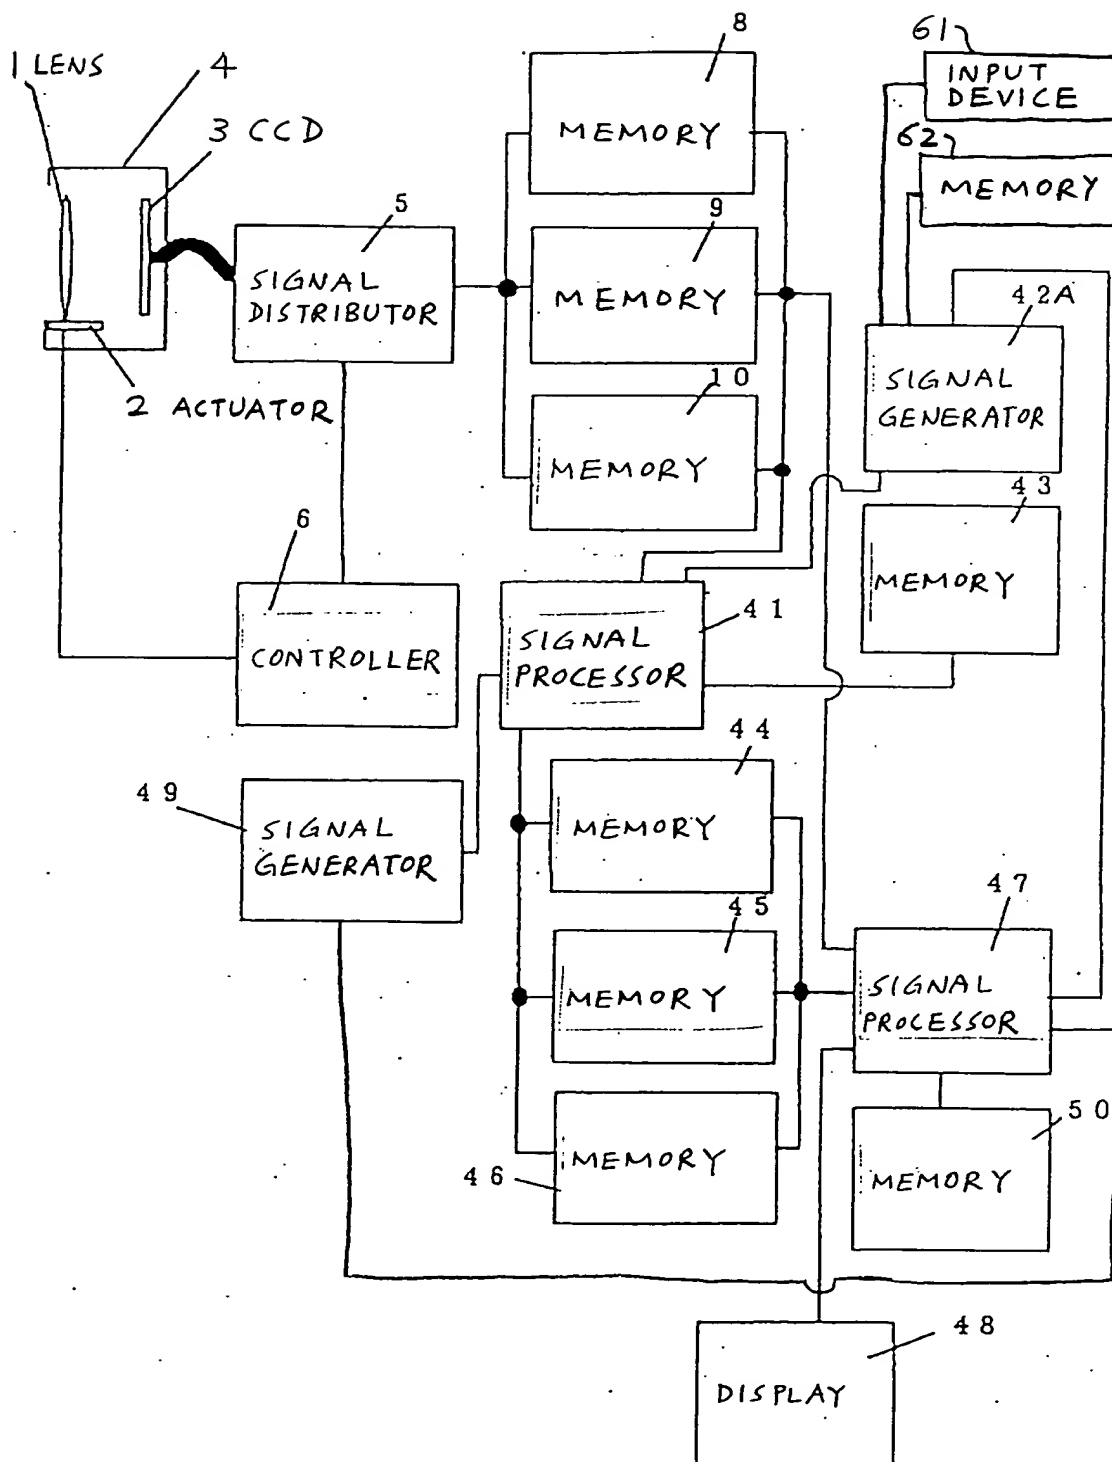 1 LENS
4
3 CCD
2 ACTUATOR
5
SIGNAL
DISTRIBUTOR
6
CONTROLLER
8
MEMORY
9
MEMORY
10
MEMORY
61
INPUT
DEVICE
62
MEMORY
42A
SIGNAL
GENERATOR
43
MEMORY
41
SIGNAL
PROCESSOR
49
SIGNAL
GENERATOR
44
MEMORY
45
MEMORY
46
MEMORY
47
SIGNAL
PROCESSOR
50
MEMORY
48
DISPLAY